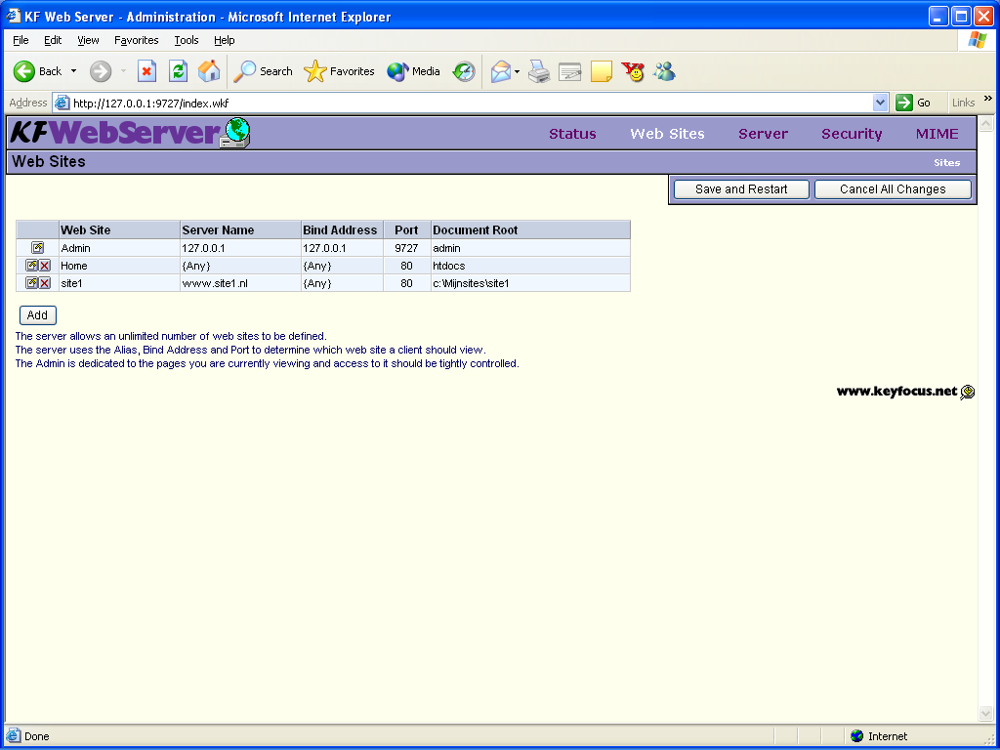 KF Web Server - Administration - Microsoft Internet Explorer
File Edit View Favorites Tools Help
Back Search Favorites Media
Address http://127.0.0.1:9727/index.wkf Go Links »
KFWebServer Status Web Sites Server Security MIME
Web Sites Sites
Save and Restart Cancel All Changes
Web Site Server Name Bind Address Port Document Root
Admin 127.0.0.1 127.0.0.1 9727 admin
Home {Any} {Any} 80 htdocs
site1 www.site1.nl {Any} 80 c:\Mijnsites\site1
Add
The server allows an unlimited number of web sites to be defined.
The server uses the Alias, Bind Address and Port to determine which web site a client should view.
The Admin is dedicated to the pages you are currently viewing and access to it should be tightly controlled.
www.keyfocus.net
Done Internet